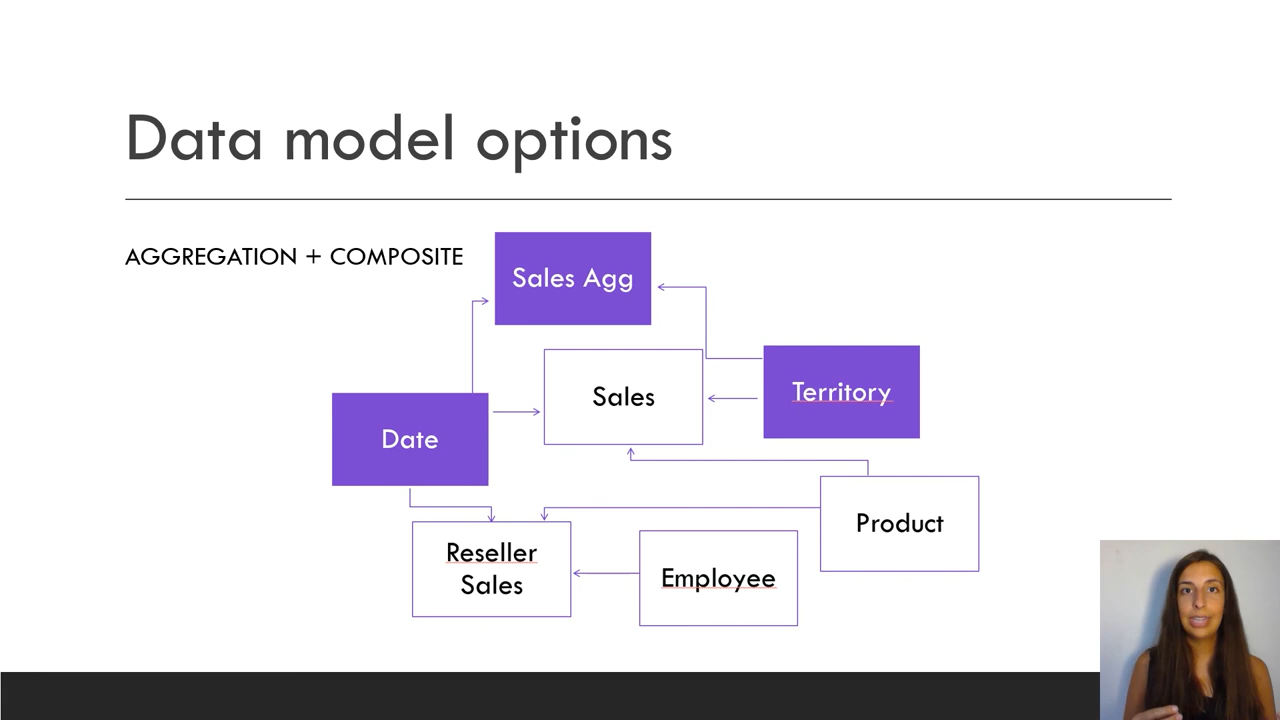 Data model options
AGGREGATION + COMPOSITE
Sales Agg
Sales
Territory
Date
Product
Reseller
Sales
Employee